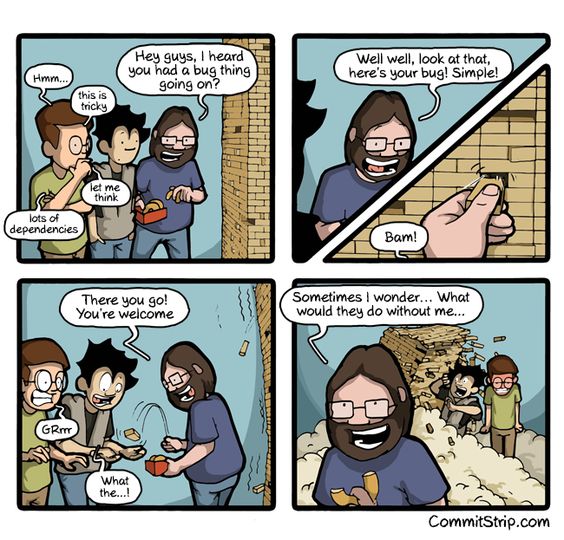 Hmm...
this is
tricky
Hey guys, I heard
you had a bug thing
going on?
let me
think
lots of
dependencies
Well well, look at that,
here's your bug! Simple!
Bam!
There you go!
You're welcome
GRrrr
What
the...!
Sometimes I wonder... What
would they do without me...
CommitStrip.com